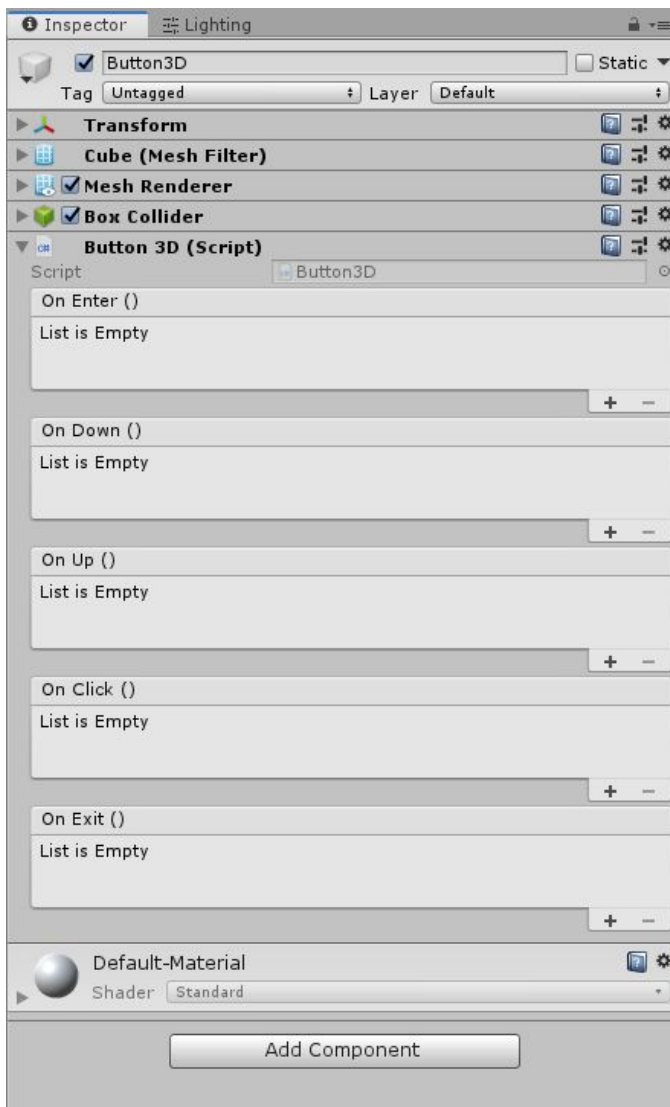 Inspector Lighting
Button3D Static
Tag Untagged Layer Default
Transform
Cube (Mesh Filter)
Mesh Renderer
Box Collider
C# Button 3D (Script)
Script Button3D
On Enter ()
List is Empty
+ −
On Down ()
List is Empty
+ −
On Up ()
List is Empty
+ −
On Click ()
List is Empty
+ −
On Exit ()
List is Empty
+ −
Default-Material
Shader Standard
Add Component